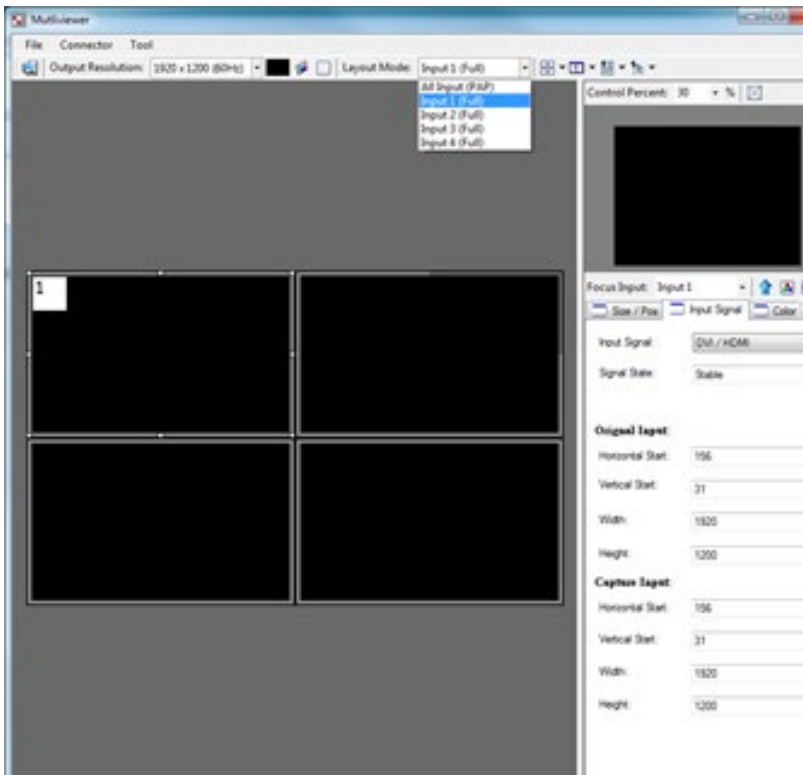 Mutliviewer
File Connector Tool
Output Resolution: 1920 x 1200 (60Hz) Layout Mode: Input 1 (Full)
All Input (PAP)
Input 1 (Full)
Input 2 (Full)
Input 3 (Full)
Input 4 (Full)
Control Percent: 30 %
1
Focus Input: Input 1
Size / Pos Input Signal Color
Input Signal: DVI / HDMI
Signal State: Stable
Original Input
Horizontal Start: 156
Vertical Start: 31
Width: 1920
Height: 1200
Capture Input
Horizontal Start: 156
Vertical Start: 31
Width: 1920
Height: 1200